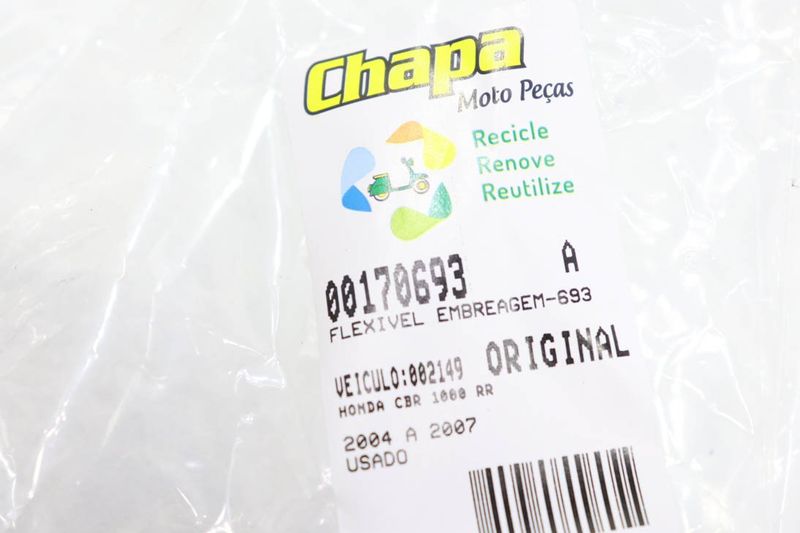 Chapa
Moto Peças
Recicle
Renove
Reutilize
00170693 A
FLEXIVEL EMBREAGEM-693
VEICULO:002149 ORIGINAL
HONDA CBR 1000 RR
2004 A 2007
USADO